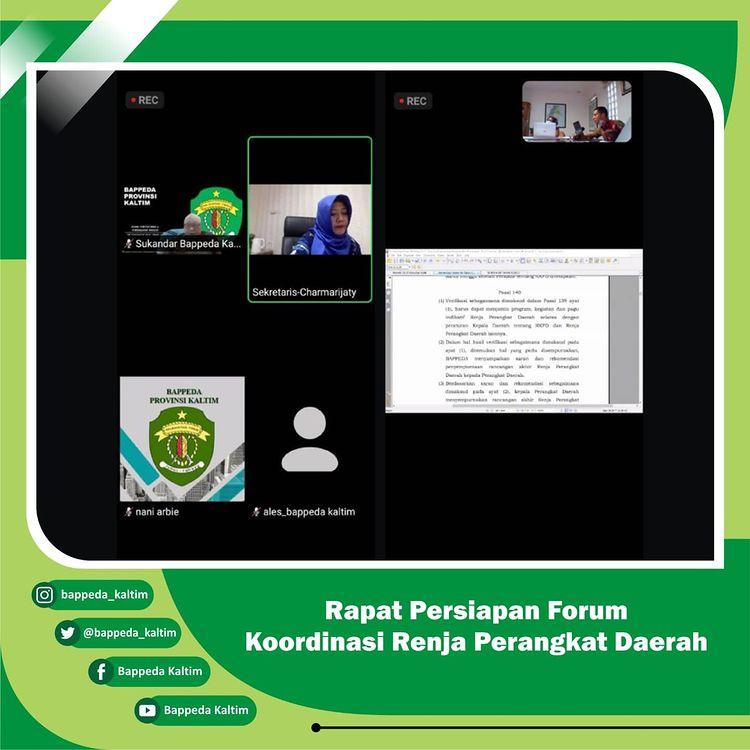 REC
BAPPEDA
PROVINSI
KALTIM
Sukandar Bappeda Ka...
Sekretaris-Charmarijaty
BAPPEDA
PROVINSI KALTIM
nani arbie
ales_bappeda kaltim
REC
Pasal 140
(1) Verifikasi sebagaimana dimaksud dalam Pasal 139 ayat
(1), harus dapat menjamin program, kegiatan dan pagu
indikatif Renja Perangkat Daerah selaras dengan
peraturan Kepala Daerah tentang RKPD dan Renja
Perangkat Daerah lainnya.
(2) Dalam hal hasil verifikasi sebagaimana dimaksud pada
ayat (1), ditemukan hal yang perlu disempurnakan,
BAPPEDA menyampaikan saran dan rekomendasi
penyempurnaan rancangan akhir Renja Perangkat
Daerah kepada Perangkat Daerah.
(3) Berdasarkan saran dan rekomendasi sebagaimana
dimaksud pada ayat (2), kepala Perangkat Daerah
menyempurnakan rancangan akhir Renja Perangkat
bappeda_kaltim
@bappeda_kaltim
Bappeda Kaltim
Bappeda Kaltim
Rapat Persiapan Forum
Koordinasi Renja Perangkat Daerah